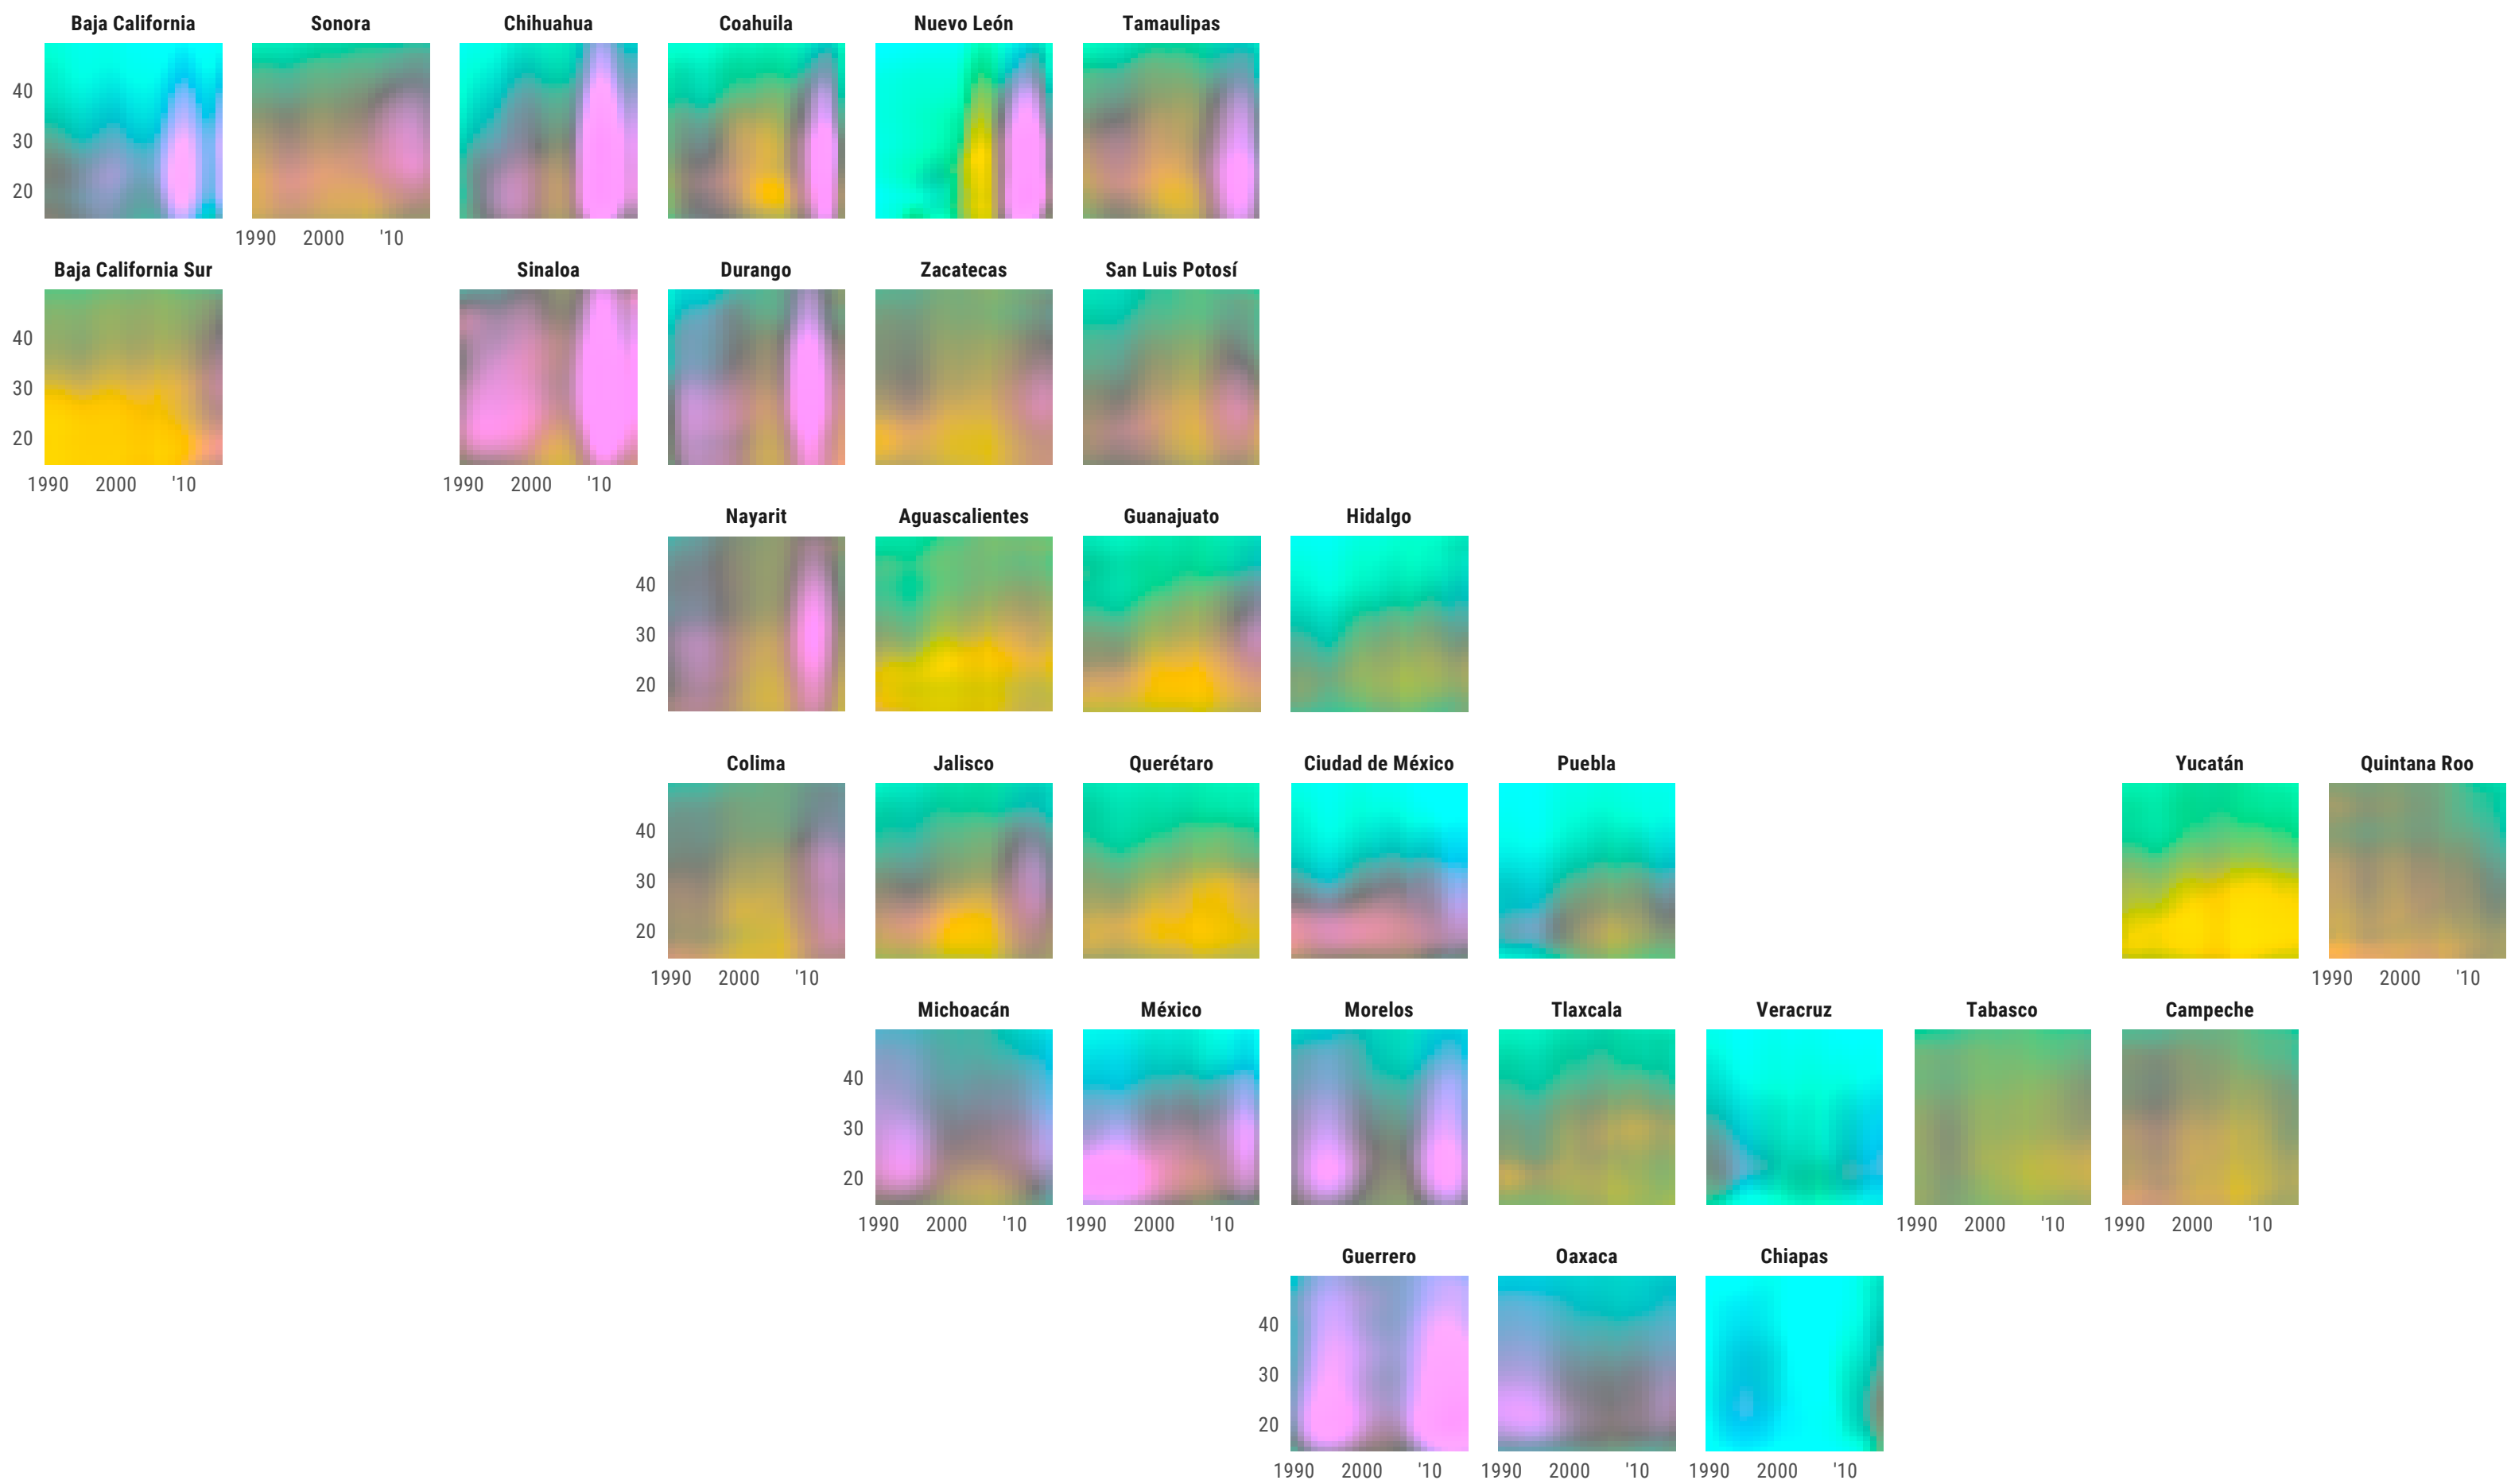 Baja California Sonora Chihuahua Coahuila Nuevo León Tamaulipas
40
30
20
1990 2000 '10
Baja California Sur Sinaloa Durango Zacatecas San Luis Potosí
40
30
20
1990 2000 '10 1990 2000 '10
Nayarit Aguascalientes Guanajuato Hidalgo
40
30
20
Colima Jalisco Querétaro Ciudad de México Puebla Yucatán Quintana Roo
40
30
20
1990 2000 '10 1990 2000 '10
Michoacán México Morelos Tlaxcala Veracruz Tabasco Campeche
40
30
20
1990 2000 '10 1990 2000 '10 1990 2000 '10 1990 2000 '10
Guerrero Oaxaca Chiapas
40
30
20
1990 2000 '10 1990 2000 '10 1990 2000 '10